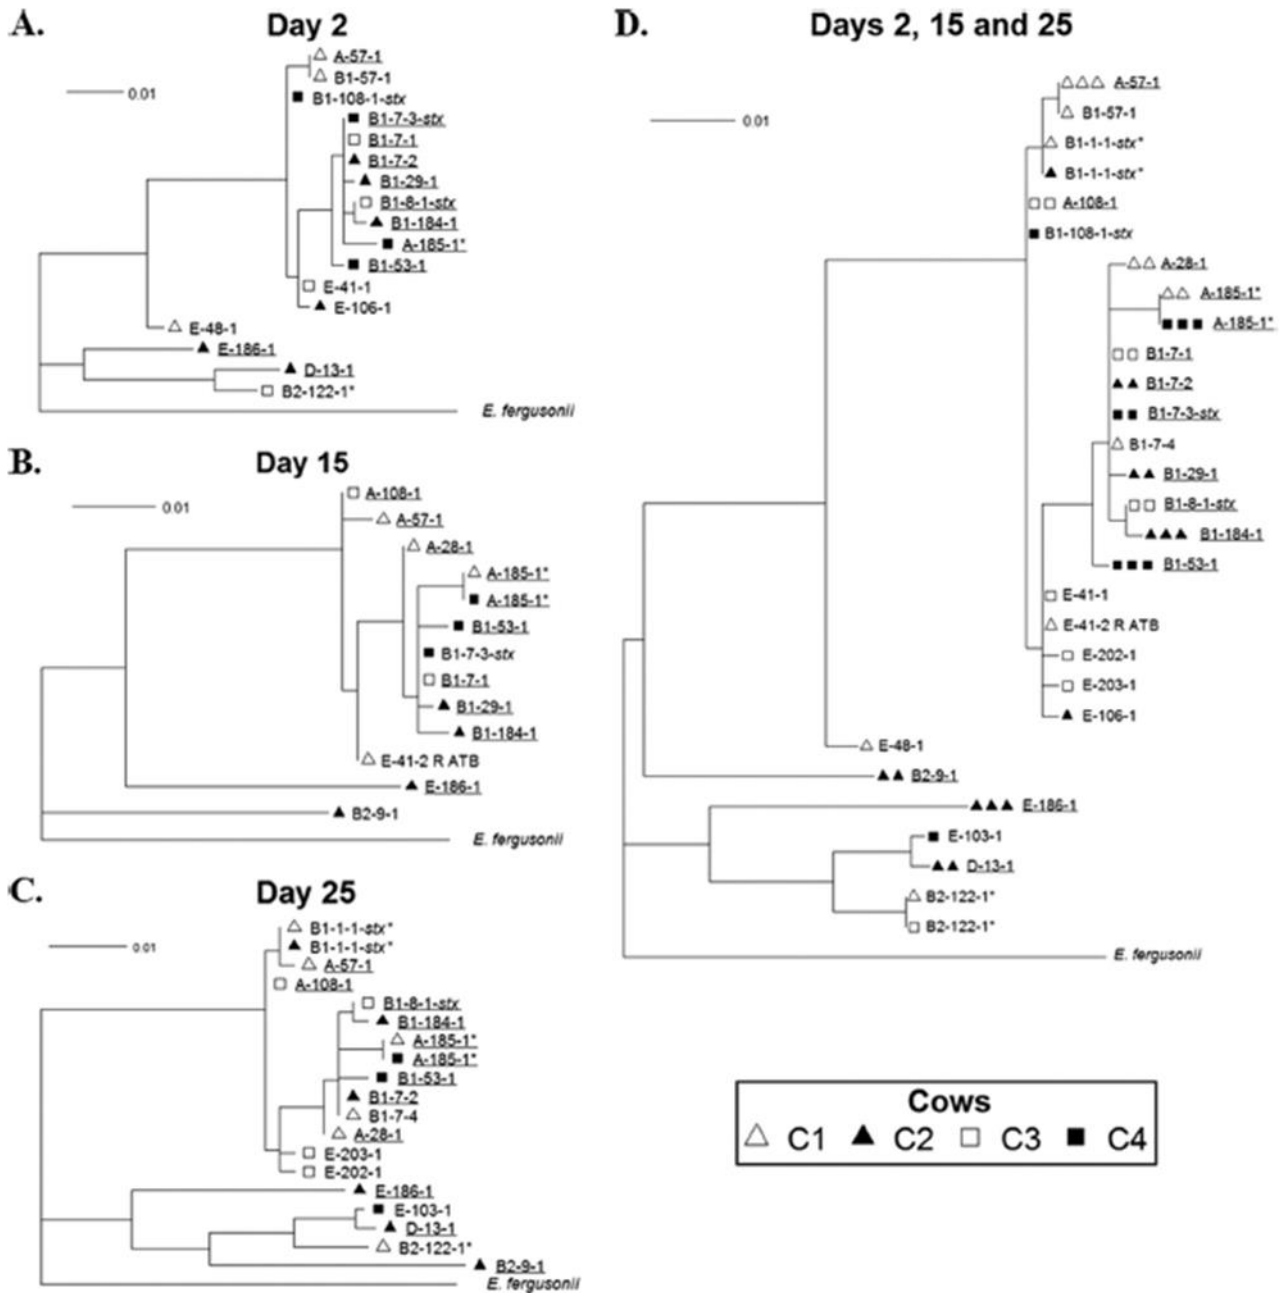 A.
Day 2
0.01
A-57-1
B1-57-1
B1-108-1-stx
B1-7-3-stx
B1-7-1
B1-7-2
B1-29-1
B1-8-1-stx
B1-184-1
A-185-1*
B1-53-1
E-41-1
E-106-1
E-48-1
E-186-1
D-13-1
B2-122-1*
E. fergusonii
B.
Day 15
0.01
A-108-1
A-57-1
A-28-1
A-185-1*
A-185-1*
B1-53-1
B1-7-3-stx
B1-7-1
B1-29-1
B1-184-1
E-41-2 R ATB
E-186-1
B2-9-1
E. fergusonii
C.
Day 25
0.01
B1-1-1-stx*
B1-1-1-stx*
A-57-1
A-108-1
B1-8-1-stx
B1-184-1
A-185-1*
A-185-1*
B1-53-1
B1-7-2
B1-7-4
A-28-1
E-203-1
E-202-1
E-186-1
E-103-1
D-13-1
B2-122-1*
B2-9-1
E. fergusonii
D.
Days 2, 15 and 25
0.01
A-57-1
B1-57-1
B1-1-1-stx*
B1-1-1-stx*
A-108-1
B1-108-1-stx
A-28-1
A-185-1*
A-185-1*
B1-7-1
B1-7-2
B1-7-3-stx
B1-7-4
B1-29-1
B1-8-1-stx
B1-184-1
B1-53-1
E-41-1
E-41-2 R ATB
E-202-1
E-203-1
E-106-1
E-48-1
B2-9-1
E-186-1
E-103-1
D-13-1
B2-122-1*
B2-122-1*
E. fergusonii
Cows
C1 C2 C3 C4